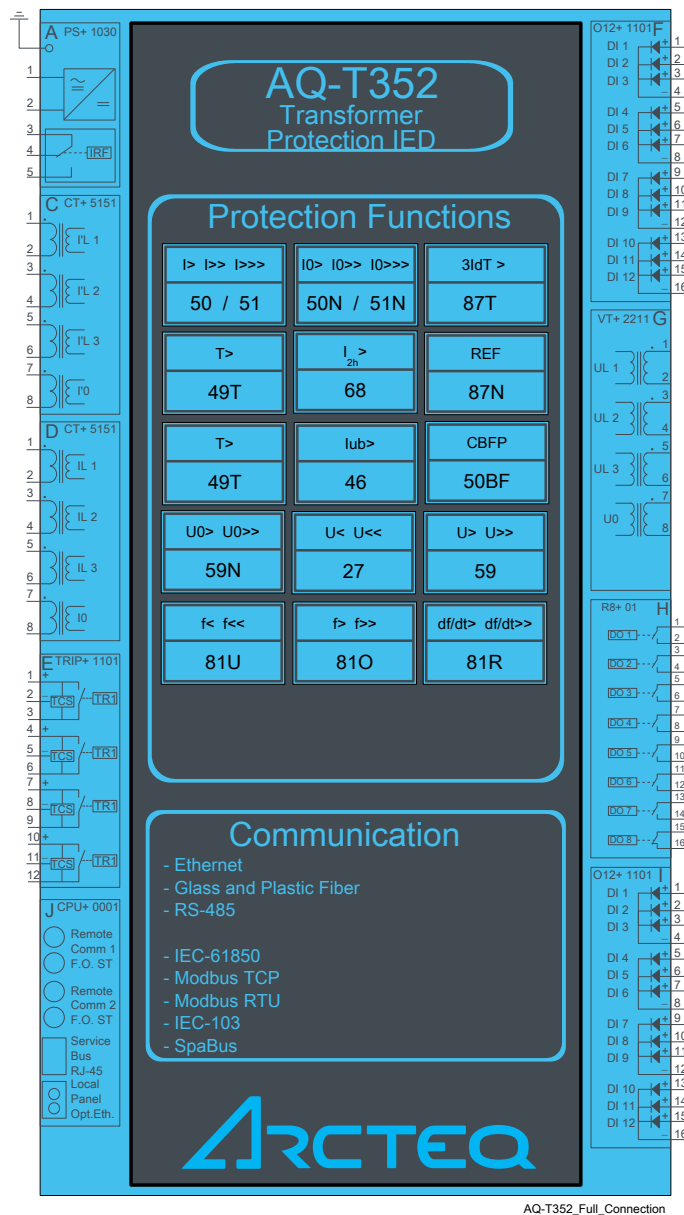 A PS+ 1030
1
2
3
4
5
IRF
C CT+ 5151
1
I'L 1
2
3
I'L 2
4
5
I'L 3
6
7
I'0
8
D CT+ 5151
1
IL 1
2
3
IL 2
4
5
IL 3
6
7
I0
8
E TRIP+ 1101
1 +
2 – TCS TR1
3
4 +
5 – TCS TR1
6
7 +
8 – TCS TR1
9
10 +
11 – TCS TR1
12
J CPU+ 0001
Remote
Comm 1
F.O. ST
Remote
Comm 2
F.O. ST
Service
Bus
RJ-45
Local
Panel
Opt.Eth.
AQ-T352
Transformer
Protection IED
Protection Functions
I> I>> I>>> I0> I0>> I0>>> 3IdT >
50 / 51 50N / 51N 87T
T> I2h> REF
49T 68 87N
T> Iub> CBFP
49T 46 50BF
U0> U0>> U< U<< U> U>>
59N 27 59
f< f<< f> f>> df/dt> df/dt>>
81U 81O 81R
Communication
- Ethernet
- Glass and Plastic Fiber
- RS-485
- IEC-61850
- Modbus TCP
- Modbus RTU
- IEC-103
- SpaBus
ARCTEQ
O12+ 1101 F
DI 1 + 1
DI 2 + 2
DI 3 + 3
– 4
DI 4 + 5
DI 5 + 6
DI 6 + 7
– 8
DI 7 + 9
DI 8 + 10
DI 9 + 11
– 12
DI 10 + 13
DI 11 + 14
DI 12 + 15
– 16
VT+ 2211 G
1
UL 1
2
3
UL 2
4
5
UL 3
6
7
U0
8
R8+ 01 H
1
DO 1 2
3
DO 2 4
5
DO 3 6
7
DO 4 8
9
DO 5 10
11
DO 6 12
13
DO 7 14
15
DO 8 16
O12+ 1101 I
DI 1 + 1
DI 2 + 2
DI 3 + 3
– 4
DI 4 + 5
DI 5 + 6
DI 6 + 7
– 8
DI 7 + 9
DI 8 + 10
DI 9 + 11
– 12
DI 10 + 13
DI 11 + 14
DI 12 + 15
– 16
AQ-T352_Full_Connection